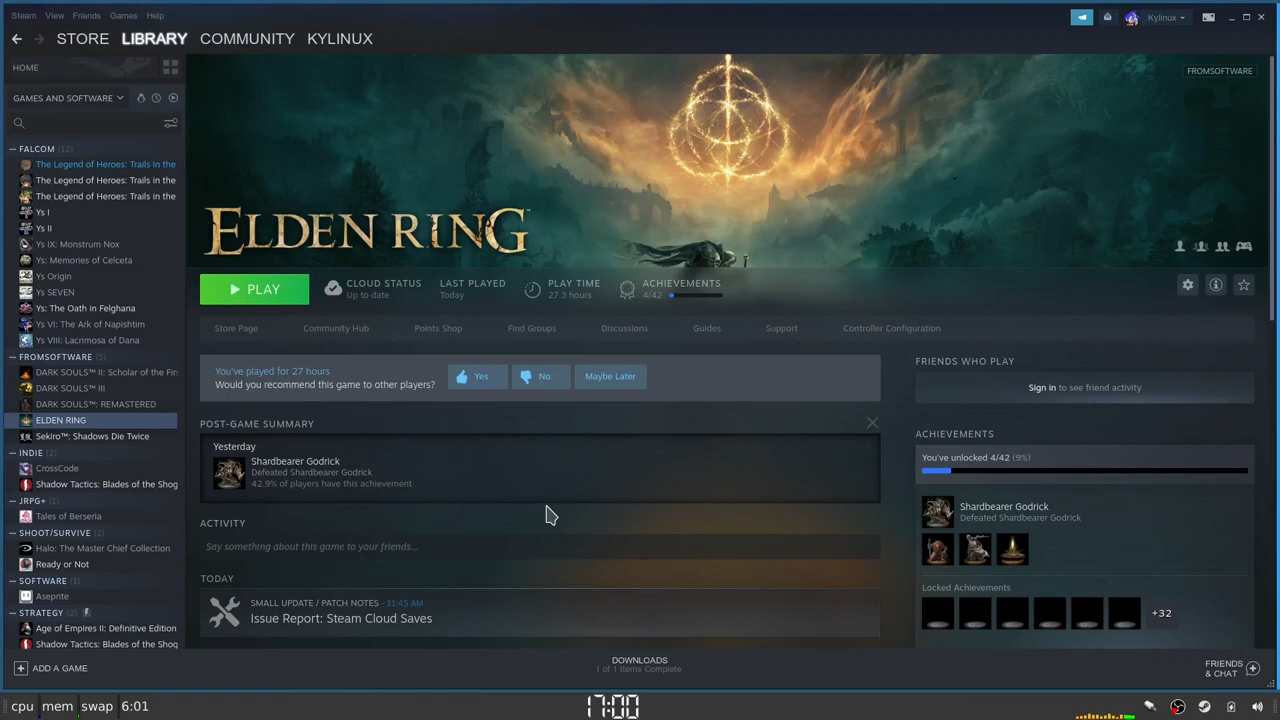 Steam View Friends Games Help
Kylinux
STORE LIBRARY COMMUNITY KYLINUX
HOME
FROMSOFTWARE
GAMES AND SOFTWARE
FALCOM (12)
The Legend of Heroes: Trails in the
The Legend of Heroes: Trails in the
The Legend of Heroes: Trails in the
Ys I
Ys II
Ys IX: Monstrum Nox
Ys: Memories of Celceta
Ys Origin
Ys SEVEN
Ys: The Oath in Felghana
Ys VI: The Ark of Napishtim
Ys VIII: Lacrimosa of Dana
FROMSOFTWARE (5)
DARK SOULS™ II: Scholar of the Fir
DARK SOULS™ III
DARK SOULS™: REMASTERED
ELDEN RING
Sekiro™: Shadows Die Twice
INDIE (2)
CrossCode
Shadow Tactics: Blades of the Shog
JRPG+ (1)
Tales of Berseria
SHOOT/SURVIVE (2)
Halo: The Master Chief Collection
Ready or Not
SOFTWARE (1)
Aseprite
STRATEGY (2)
Age of Empires II: Definitive Edition
Shadow Tactics: Blades of the Shog
ADD A GAME
ELDEN RING™
PLAY
CLOUD STATUS
Up to date
LAST PLAYED
Today
PLAY TIME
27.3 hours
ACHIEVEMENTS
4/42
Store Page Community Hub Points Shop Find Groups Discussions Guides Support Controller Configuration
You've played for 27 hours
Would you recommend this game to other players?
Yes No Maybe Later
POST-GAME SUMMARY
Yesterday
Shardbearer Godrick
Defeated Shardbearer Godrick
42.9% of players have this achievement
ACTIVITY
Say something about this game to your friends...
TODAY
SMALL UPDATE / PATCH NOTES - 11:45 AM
Issue Report: Steam Cloud Saves
FRIENDS WHO PLAY
Sign in to see friend activity
ACHIEVEMENTS
You've unlocked 4/42 (9%)
Shardbearer Godrick
Defeated Shardbearer Godrick
Locked Achievements
+32
DOWNLOADS
1 of 1 Items Complete
FRIENDS
& CHAT
cpu mem swap 6:01
17:00